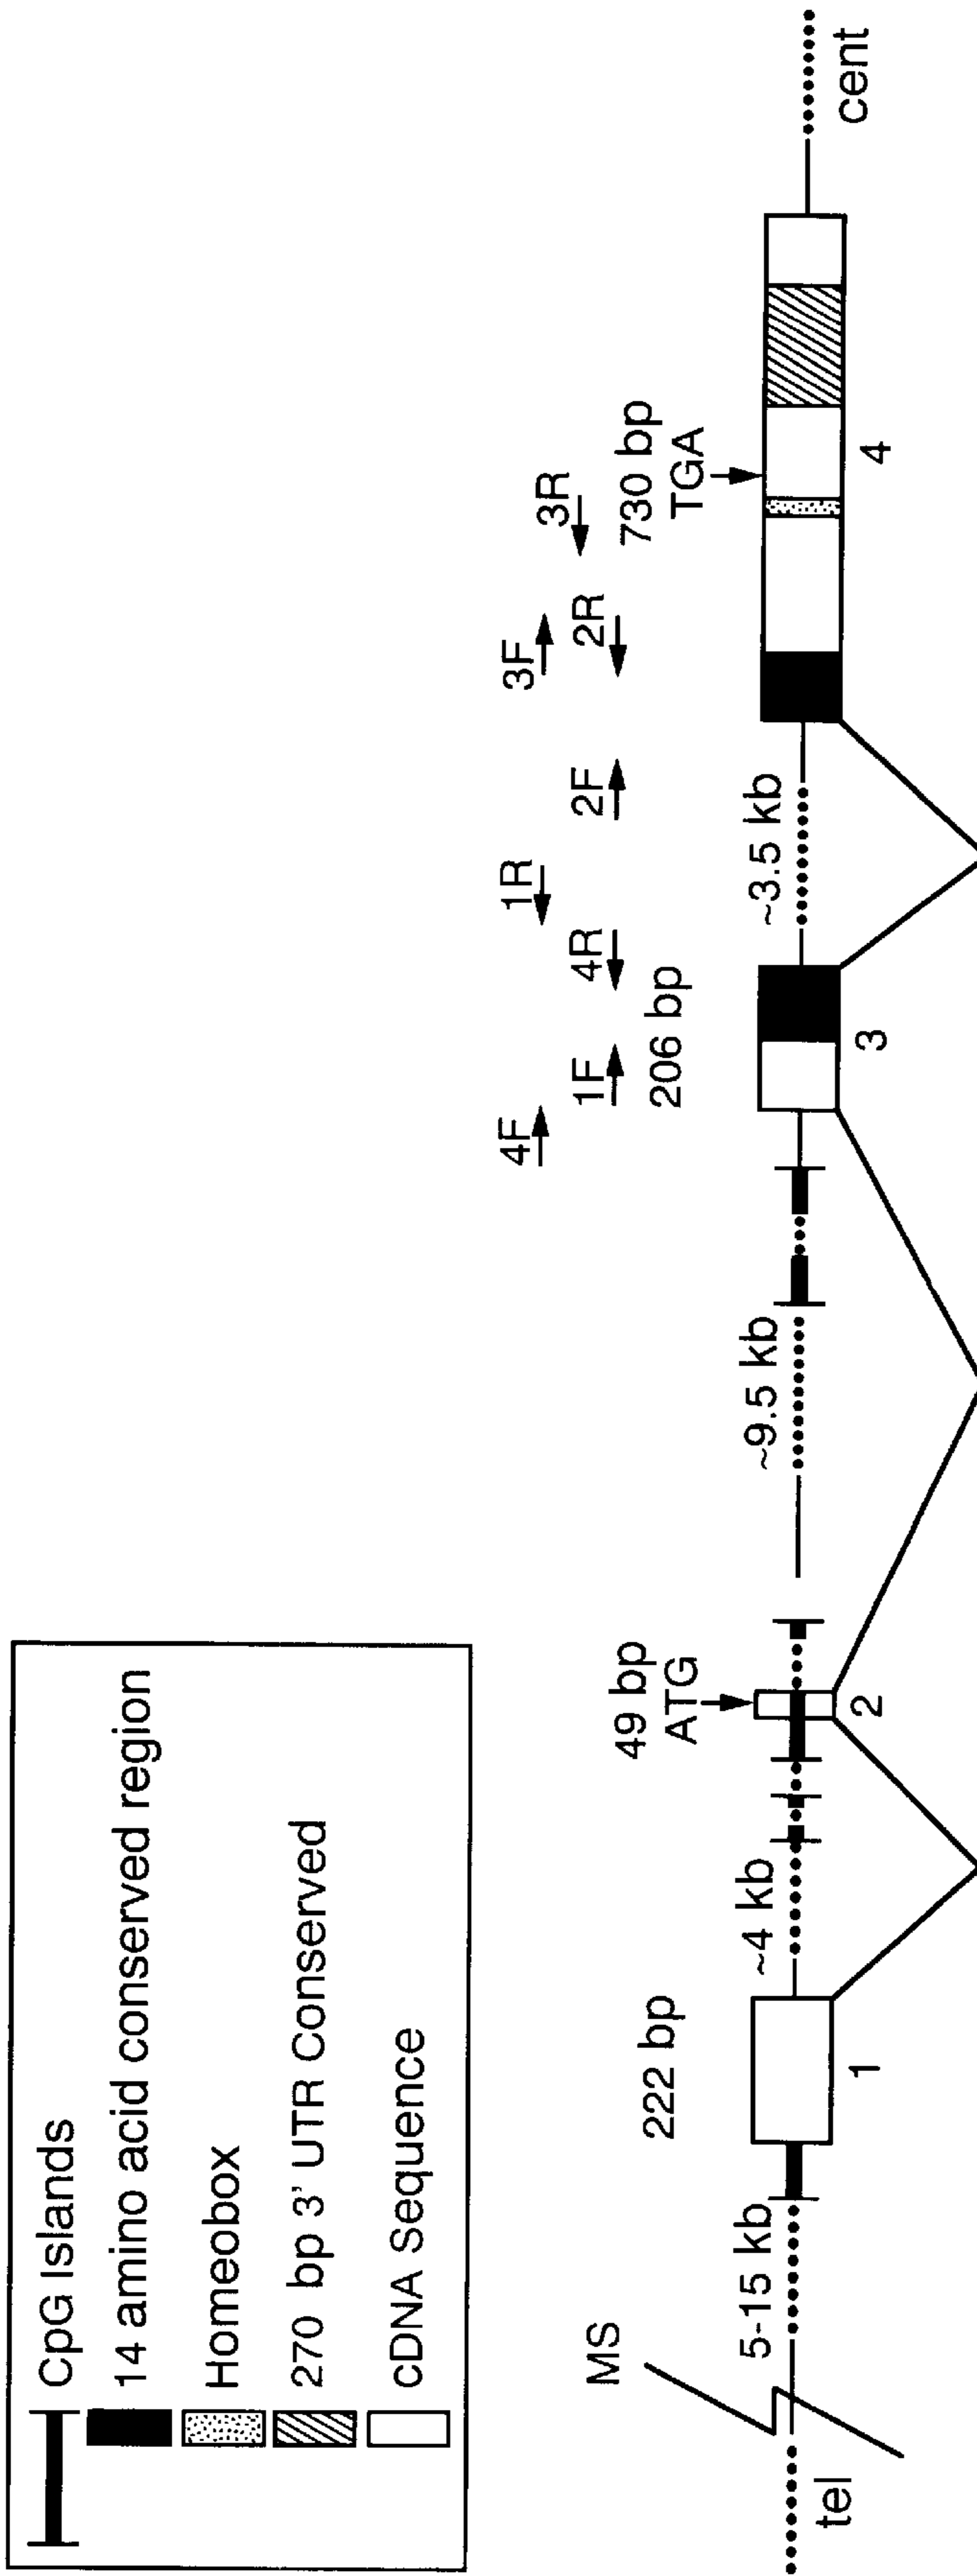 CpG Islands
14 amino acid conserved region
Homeobox
270 bp 3' UTR Conserved
cDNA Sequence
4F
1R
3F
3R
1F
4R
2F
2R
MS
222 bp
49 bp
ATG
206 bp
730 bp
TGA
5-15 kb
~4 kb
~9.5 kb
~3.5 kb
tel
1
2
3
4
cent